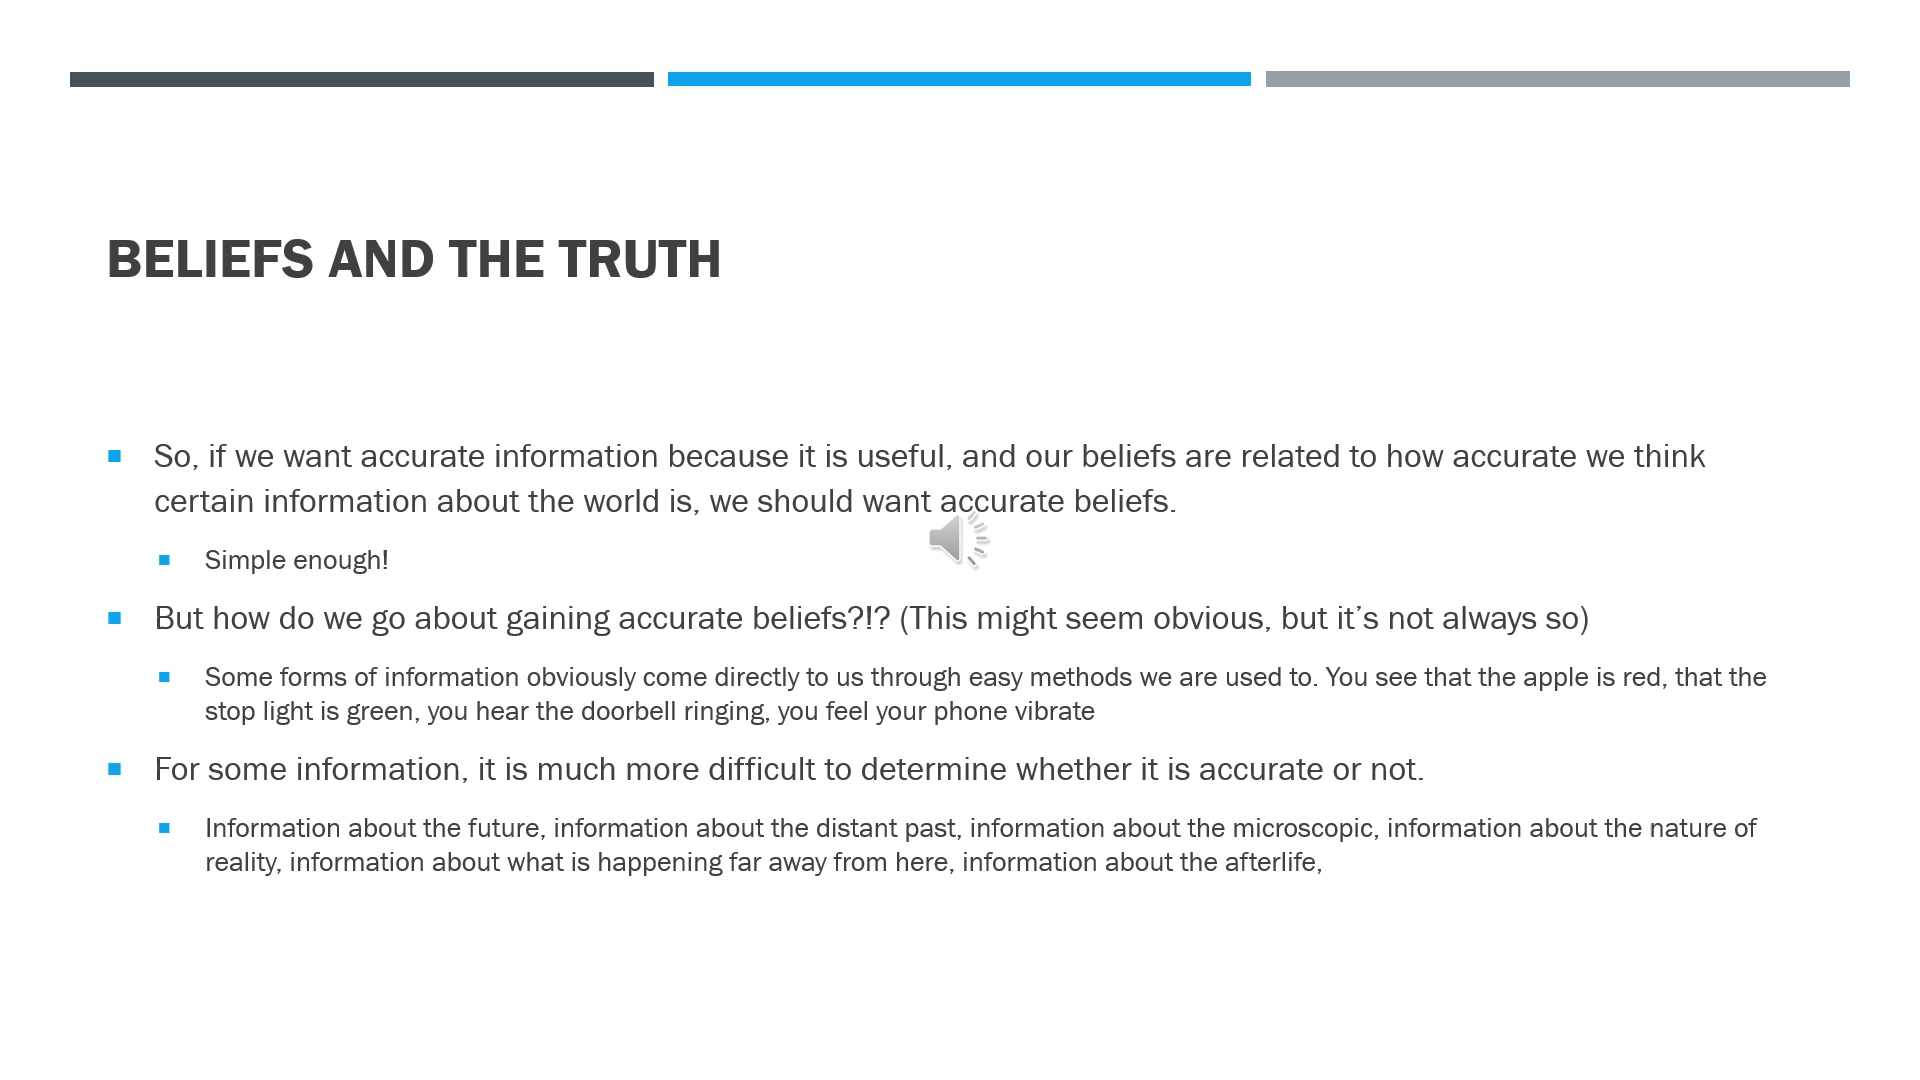 BELIEFS AND THE TRUTH
So, if we want accurate information because it is useful, and our beliefs are related to how accurate we think
certain information about the world is, we should want accurate beliefs.
Simple enough!
But how do we go about gaining accurate beliefs?!? (This might seem obvious, but it’s not always so)
Some forms of information obviously come directly to us through easy methods we are used to. You see that the apple is red, that the
stop light is green, you hear the doorbell ringing, you feel your phone vibrate
For some information, it is much more difficult to determine whether it is accurate or not.
Information about the future, information about the distant past, information about the microscopic, information about the nature of
reality, information about what is happening far away from here, information about the afterlife,